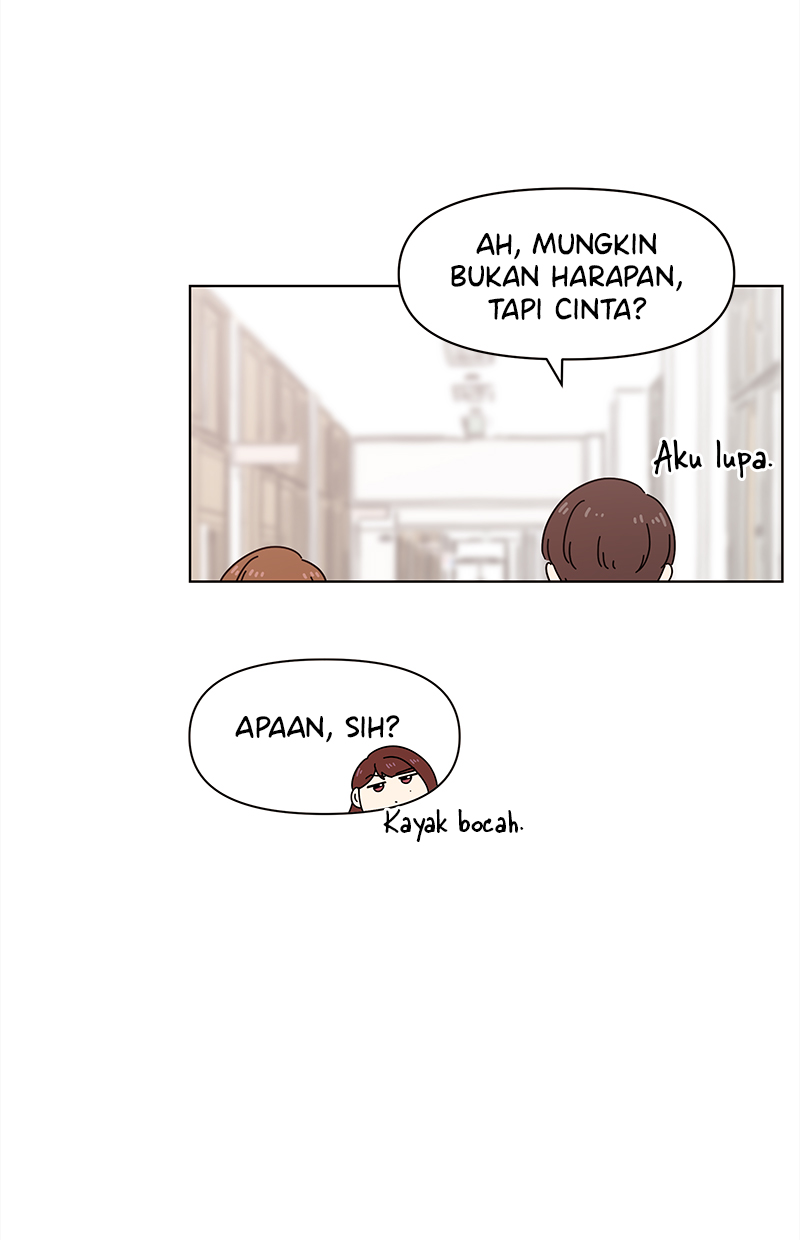 AH, MUNGKIN
BUKAN HARAPAN,
TAPI CINTA?
Aku lupa.
APAAN, SIH?
Kayak bocah.